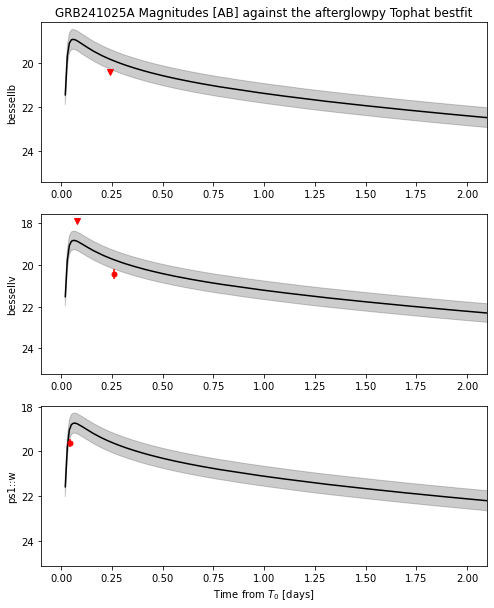 GRB241025A Magnitudes [AB] against the afterglowpy Tophat bestfit
bessellb
20
22
24
0.00 0.25 0.50 0.75 1.00 1.25 1.50 1.75 2.00
bessellv
18
20
22
24
0.00 0.25 0.50 0.75 1.00 1.25 1.50 1.75 2.00
ps1::w
18
20
22
24
0.00 0.25 0.50 0.75 1.00 1.25 1.50 1.75 2.00
Time from T₀ [days]